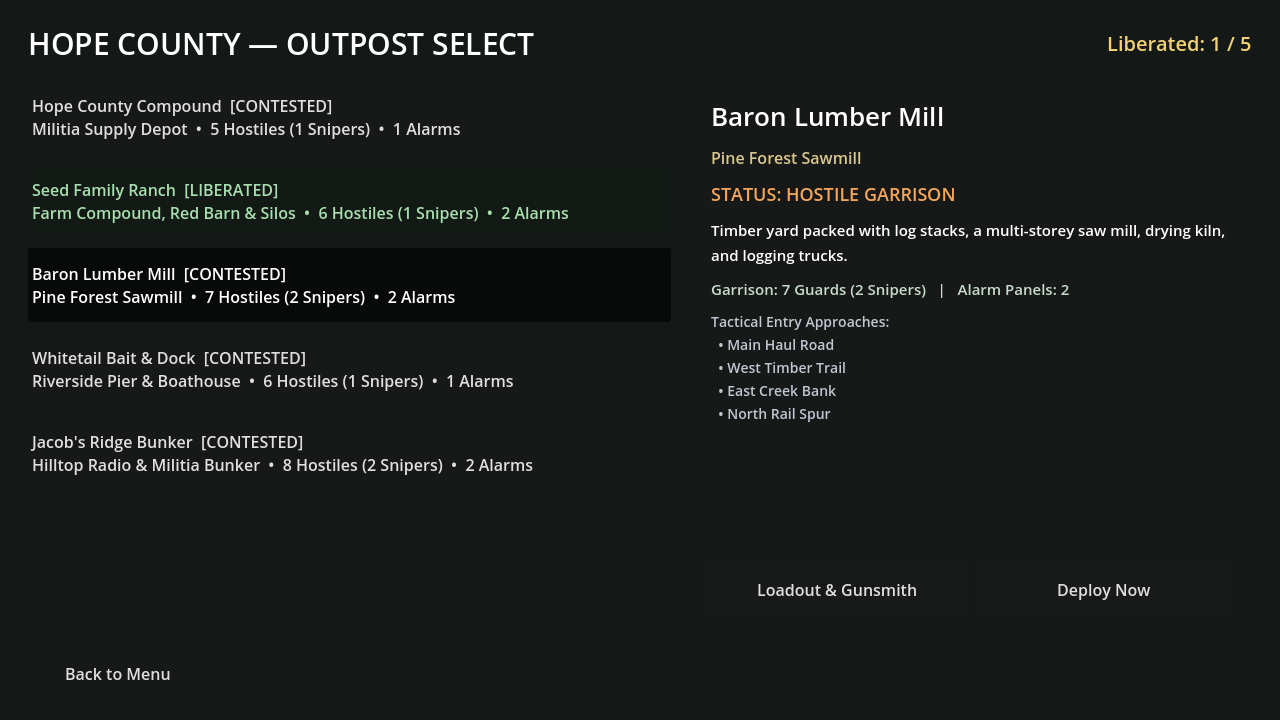 HOPE COUNTY — OUTPOST SELECT
Liberated: 1 / 5
Hope County Compound  [CONTESTED]
Militia Supply Depot  •  5 Hostiles (1 Snipers)  •  1 Alarms
Seed Family Ranch  [LIBERATED]
Farm Compound, Red Barn & Silos  •  6 Hostiles (1 Snipers)  •  2 Alarms
Baron Lumber Mill  [CONTESTED]
Pine Forest Sawmill  •  7 Hostiles (2 Snipers)  •  2 Alarms
Whitetail Bait & Dock  [CONTESTED]
Riverside Pier & Boathouse  •  6 Hostiles (1 Snipers)  •  1 Alarms
Jacob's Ridge Bunker  [CONTESTED]
Hilltop Radio & Militia Bunker  •  8 Hostiles (2 Snipers)  •  2 Alarms
Baron Lumber Mill
Pine Forest Sawmill
STATUS: HOSTILE GARRISON
Timber yard packed with log stacks, a multi-storey saw mill, drying kiln,
and logging trucks.
Garrison: 7 Guards (2 Snipers)   |   Alarm Panels: 2
Tactical Entry Approaches:
• Main Haul Road
• West Timber Trail
• East Creek Bank
• North Rail Spur
Loadout & Gunsmith
Deploy Now
Back to Menu